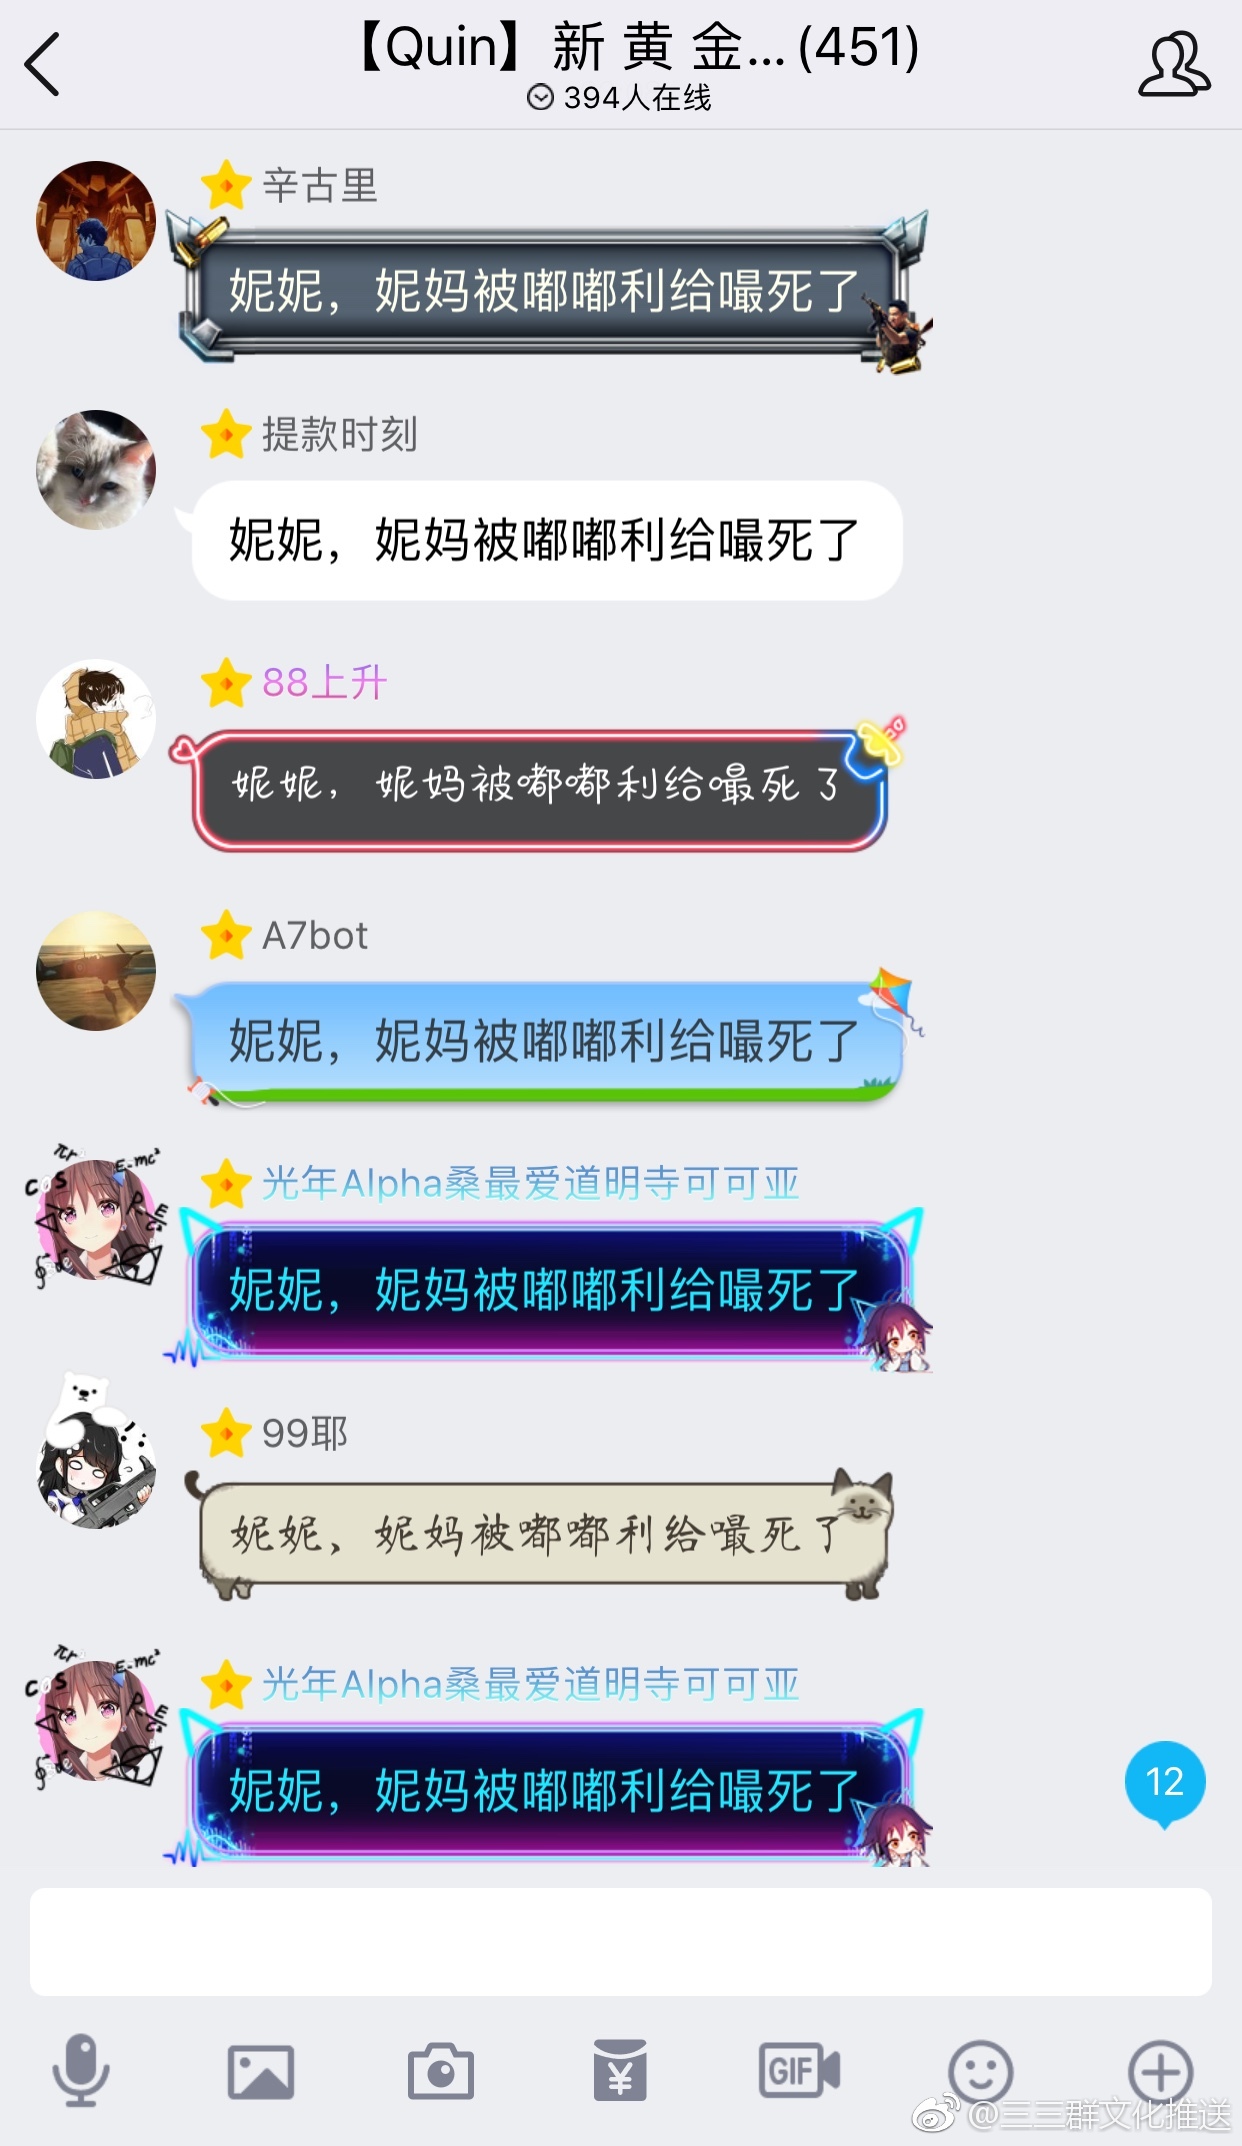 【Quin】新 黄 金...(451)
394人在线
辛古里
妮妮，妮妈被嘟嘟利给嘬死了
提款时刻
妮妮，妮妈被嘟嘟利给嘬死了
88上升
妮妮，妮妈被嘟嘟利给嘬死了
A7bot
妮妮，妮妈被嘟嘟利给嘬死了
光年Alpha桑最爱道明寺可可亚
妮妮，妮妈被嘟嘟利给嘬死了
99耶
妮妮，妮妈被嘟嘟利给嘬死了
光年Alpha桑最爱道明寺可可亚
妮妮，妮妈被嘟嘟利给嘬死了
12
GIF
@三三群文化推送